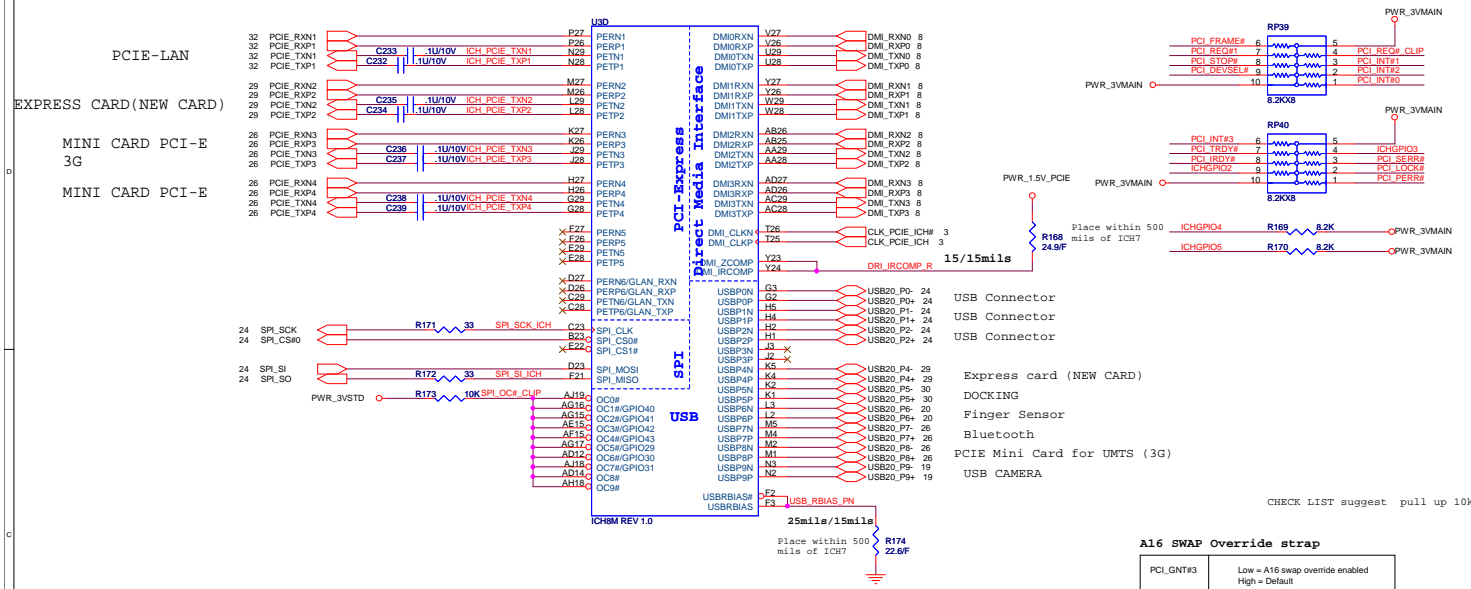 U3D
PCIE-LAN
32 PCIE_RXN1 P27 PERN1
32 PCIE_RXP1 P26 PERP1
32 PCIE_TXN1 C233 .1U/10V ICH_PCIE_TXN1 N29 PETN1
32 PCIE_TXP1 C232 .1U/10V ICH_PCIE_TXP1 N28 PETP1
EXPRESS CARD(NEW CARD)
29 PCIE_RXN2 M27 PERN2
29 PCIE_RXP2 M26 PERP2
29 PCIE_TXN2 C235 .1U/10V ICH_PCIE_TXN2 L29 PETN2
29 PCIE_TXP2 C234 .1U/10V ICH_PCIE_TXP2 L28 PETP2
MINI CARD PCI-E
3G
26 PCIE_RXN3 K27 PERN3
26 PCIE_RXP3 K26 PERP3
26 PCIE_TXN3 C236 .1U/10V ICH_PCIE_TXN3 J29 PETN3
26 PCIE_TXP3 C237 .1U/10V ICH_PCIE_TXP3 J28 PETP3
MINI CARD PCI-E
26 PCIE_RXN4 H27 PERN4
26 PCIE_RXP4 H26 PERP4
26 PCIE_TXN4 C238 .1U/10V ICH_PCIE_TXN4 G29 PETN4
26 PCIE_TXP4 C239 .1U/10V ICH_PCIE_TXP4 G28 PETP4
F27 PERN5
F26 PERP5
E29 PETN5
E28 PETP5
D27 PERN6/GLAN_RXN
D26 PERP6/GLAN_RXP
C29 PETN6/GLAN_TXN
C28 PETP6/GLAN_TXP
24 SPI_SCK R171 33 SPI_SCK_ICH C23 SPI_CLK
24 SPI_CS#0 B23 SPI_CS0#
E22 SPI_CS1#
24 SPI_SI D23 SPI_MOSI
24 SPI_SO R172 33 SPI_SI_ICH F21 SPI_MISO
PWR_3VSTD R173 10K SPI_OC#_CLIP AJ19 OC0#
AG16 OC1#/GPIO40
AG15 OC2#/GPIO41
AE15 OC3#/GPIO42
AF15 OC4#/GPIO43
AG17 OC5#/GPIO29
AD12 OC6#/GPIO30
AJ18 OC7#/GPIO31
AD14 OC8#
AH18 OC9#
PCI-Express
Direct Media Interface
SPI
USB
ICH8M REV 1.0
DMI0RXN V27 DMI_RXN0 8
DMI0RXP V26 DMI_RXP0 8
DMI0TXN U29 DMI_TXN0 8
DMI0TXP U28 DMI_TXP0 8
DMI1RXN Y27 DMI_RXN1 8
DMI1RXP Y26 DMI_RXP1 8
DMI1TXN W29 DMI_TXN1 8
DMI1TXP W28 DMI_TXP1 8
DMI2RXN AB26 DMI_RXN2 8
DMI2RXP AB25 DMI_RXP2 8
DMI2TXN AA29 DMI_TXN2 8
DMI2TXP AA28 DMI_TXP2 8
DMI3RXN AD27 DMI_RXN3 8
DMI3RXP AD26 DMI_RXP3 8
DMI3TXN AC29 DMI_TXN3 8
DMI3TXP AC28 DMI_TXP3 8
DMI_CLKN T26 CLK_PCIE_ICH# 3
DMI_CLKP T25 CLK_PCIE_ICH 3
DMI_ZCOMP Y23
DMI_IRCOMP Y24 DRI_IRCOMP_R 15/15mils
PWR_1.5V_PCIE
R168
24.9/F
Place within 500
mils of ICH7
USBP0N G3 USB20_P0- 24
USBP0P G2 USB20_P0+ 24 USB Connector
USBP1N H5 USB20_P1- 24
USBP1P H4 USB20_P1+ 24 USB Connector
USBP2N H2 USB20_P2- 24
USBP2P H1 USB20_P2+ 24 USB Connector
USBP3N J3
USBP3P J2
USBP4N K5 USB20_P4- 29
USBP4P K4 USB20_P4+ 29 Express card (NEW CARD)
USBP5N K2 USB20_P5- 30
USBP5P K1 USB20_P5+ 30 DOCKING
USBP6N L3 USB20_P6- 20
USBP6P L2 USB20_P6+ 20 Finger Sensor
USBP7N M5 USB20_P7- 26
USBP7P M4 USB20_P7+ 26 Bluetooth
USBP8N M2 USB20_P8- 26
USBP8P M1 USB20_P8+ 26 PCIE Mini Card for UMTS (3G)
USBP9N N3 USB20_P9- 19
USBP9P N2 USB20_P9+ 19 USB CAMERA
USBRBIAS# F2
USBRBIAS F3 USB_RBIAS_PN
25mils/15mils
Place within 500
mils of ICH7
R174
22.6/F
PWR_3VMAIN
RP39
PCI_FRAME# 6 5
PCI_REQ#1 7 4 PCI_REQ#_CLIP
PCI_STOP# 8 3 PCI_INT#1
PCI_DEVSEL# 9 2 PCI_INT#2
PWR_3VMAIN 10 1 PCI_INT#0
8.2KX8
PWR_3VMAIN
RP40
PCI_INT#3 6 5
PCI_TRDY# 7 4 ICHGPIO3
PCI_IRDY# 8 3 PCI_SERR#
ICHGPIO2 9 2 PCI_LOCK#
PWR_3VMAIN 10 1 PCI_PERR#
8.2KX8
ICHGPIO4 R169 8.2K PWR_3VMAIN
ICHGPIO5 R170 8.2K PWR_3VMAIN
CHECK LIST suggest pull up 10k
A16 SWAP Override strap
PCI_GNT#3 Low = A16 swap override enabled
High = Default
D
C